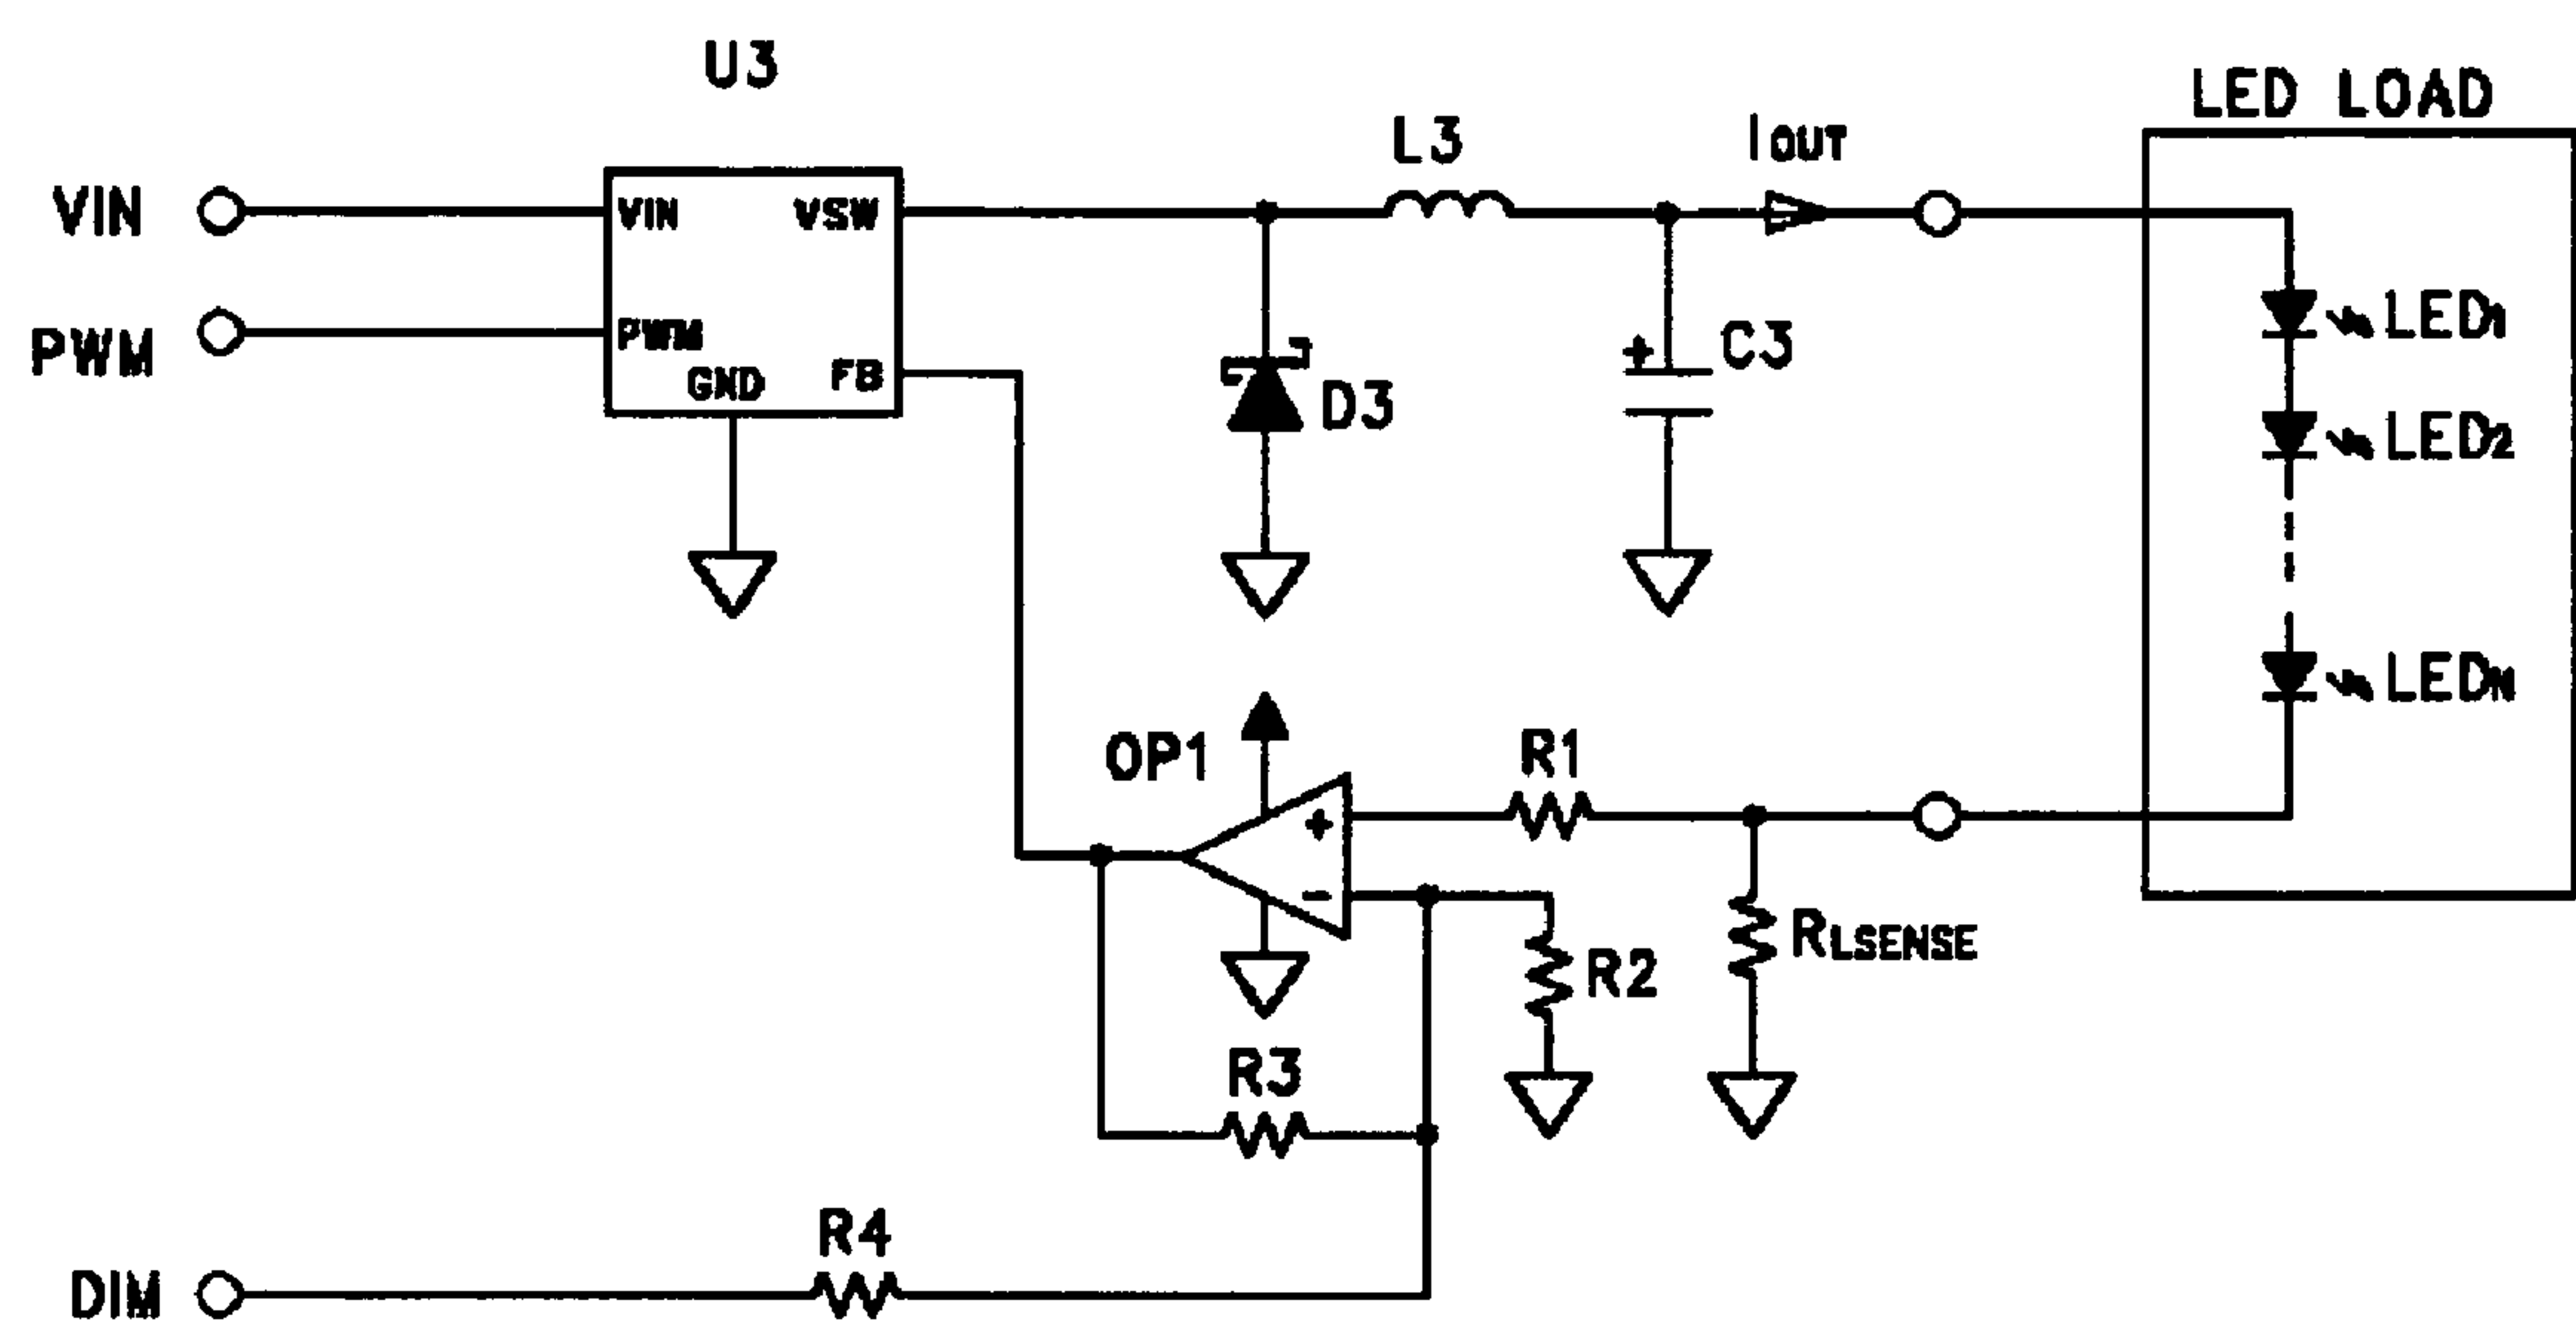 U3
LED LOAD
L3
IOUT
VIN
VIN
VSW
PWM
PWM
GND
FB
D3
+
C3
LED1
LED2
LEDN
OP1
R1
+
-
R2
RLSENSE
R3
R4
DIM